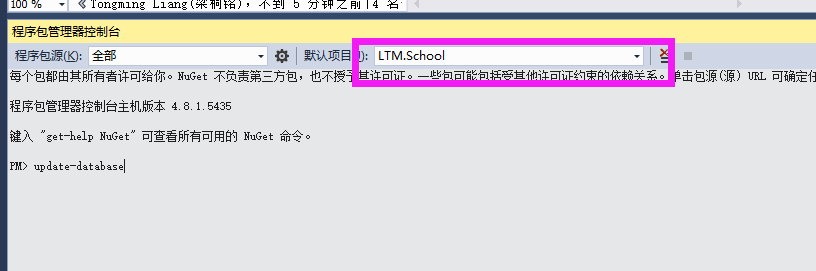 100 %
Tongming Liang(梁桐铭), 不到 5 分钟之前|4 名
程序包管理器控制台
程序包源(K): 全部 默认项目(J): LTM.School
每个包都由其所有者许可给你。NuGet 不负责第三方包，也不授予其许可证。一些包可能包括受其他许可证约束的依赖关系。单击包源(源) URL 可确定任
程序包管理器控制台主机版本 4.8.1.5435
键入 "get-help NuGet" 可查看所有可用的 NuGet 命令。
PM> update-database